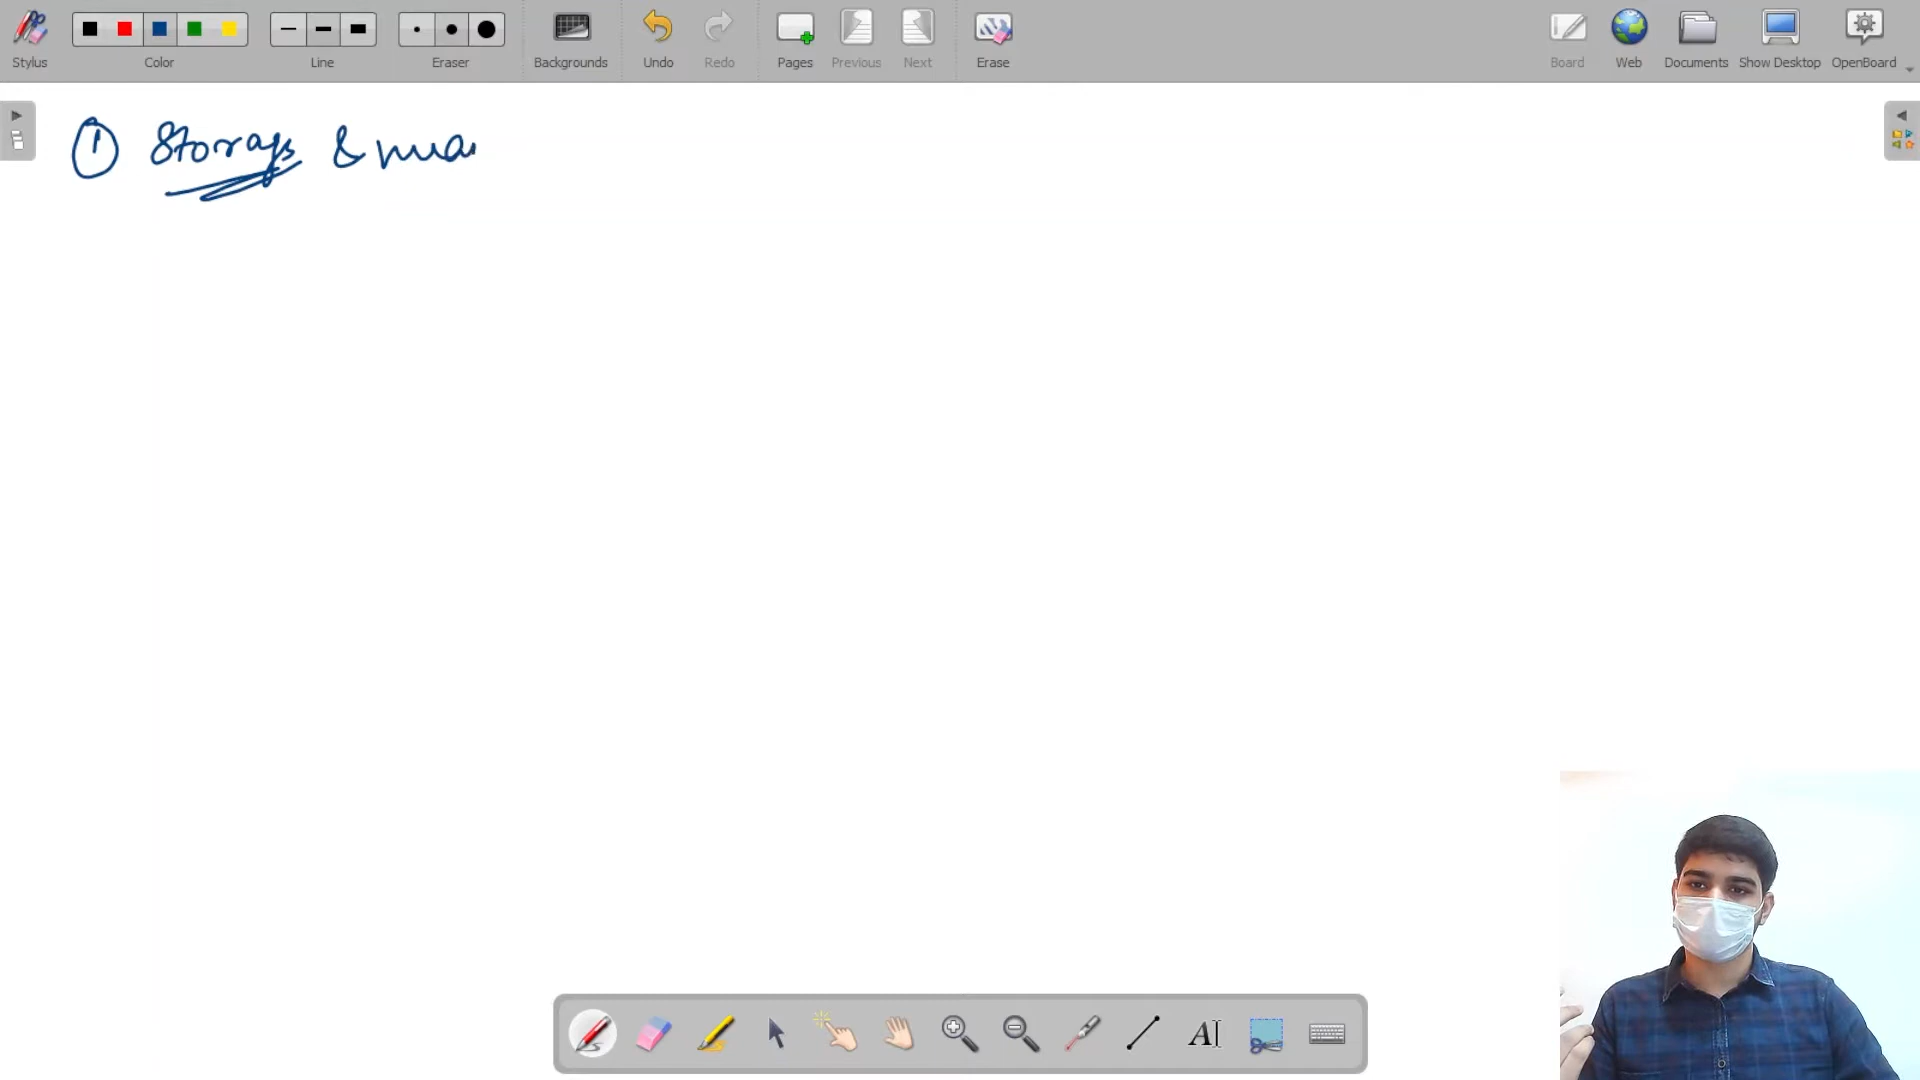 Stylus
Color
Line
Eraser
Backgrounds
Undo
Redo
Pages
Previous
Next
Erase
Board
Web
Documents
Show Desktop
OpenBoard
① Storage &